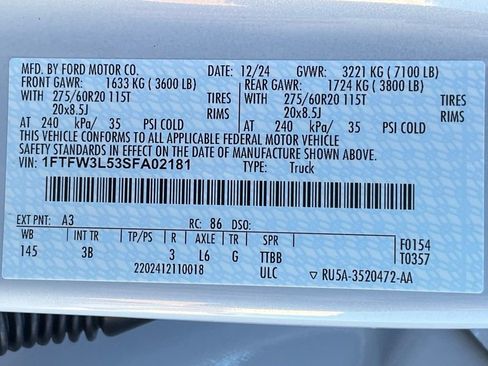 MFD. BY FORD MOTOR CO. DATE: 12/24 GVWR: 3221 KG (7100 LB)
FRONT GAWR: 1633 KG (3600 LB) REAR GAWR: 1724 KG (3800 LB)
WITH 275/60R20 115T TIRES WITH 275/60R20 115T TIRES
20x8.5J RIMS 20x8.5J RIMS
AT 240 kPa/ 35 PSI COLD AT 240 kPa/ 35 PSI COLD
THIS VEHICLE CONFORMS TO ALL APPLICABLE FEDERAL MOTOR VEHICLE
SAFETY STANDARDS IN EFFECT ON THE DATE OF MANUFACTURE SHOWN ABOVE.
VIN: 1FTFW3L53SFA02181 TYPE: Truck
EXT PNT: A3 RC: 86 DSO:
WB INT TR TP/PS R AXLE TR SPR F0154
145 3B 3 L6 G TTBB T0357
2202412110018 ULC ▽ RU5A-3520472-AA